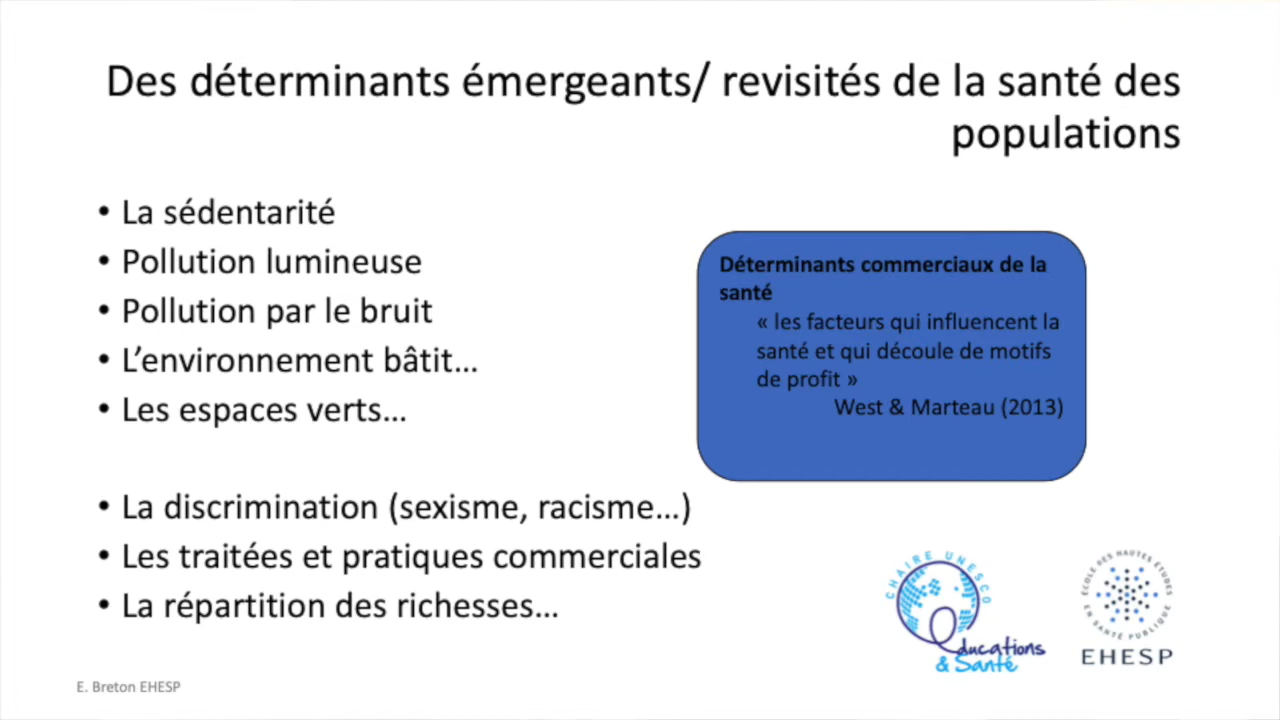 Des déterminants émergeants/ revisités de la santé des
populations
• La sédentarité
• Pollution lumineuse
• Pollution par le bruit
• L’environnement bâtit…
• Les espaces verts…
• La discrimination (sexisme, racisme…)
• Les traitées et pratiques commerciales
• La répartition des richesses…
Déterminants commerciaux de la
santé
« les facteurs qui influencent la
santé et qui découle de motifs
de profit »
West & Marteau (2013)
CHAIRE UNESCO
Educations
& Santé
ÉCOLE DES HAUTES ÉTUDES
EN SANTÉ PUBLIQUE
EHESP
E. Breton EHESP